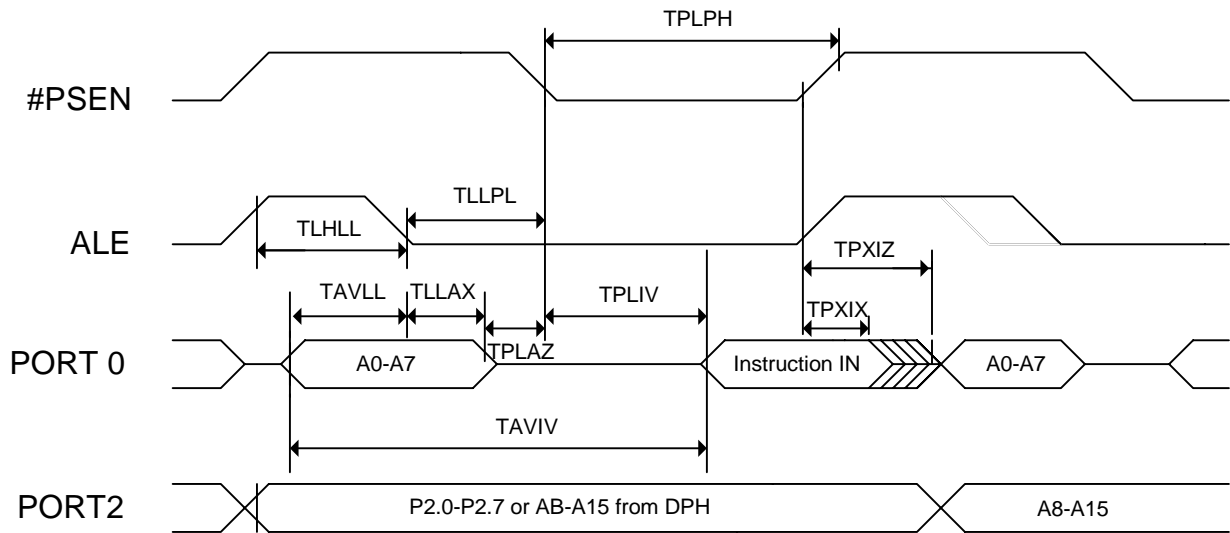 TPLPH
#PSEN
TLLPL
TLHLL
ALE
TPXIZ
TAVLL
TLLAX
TPLIV
TPXIX
TPLAZ
PORT 0
A0-A7
Instruction IN
A0-A7
TAVIV
PORT2
P2.0-P2.7 or AB-A15 from DPH
A8-A15